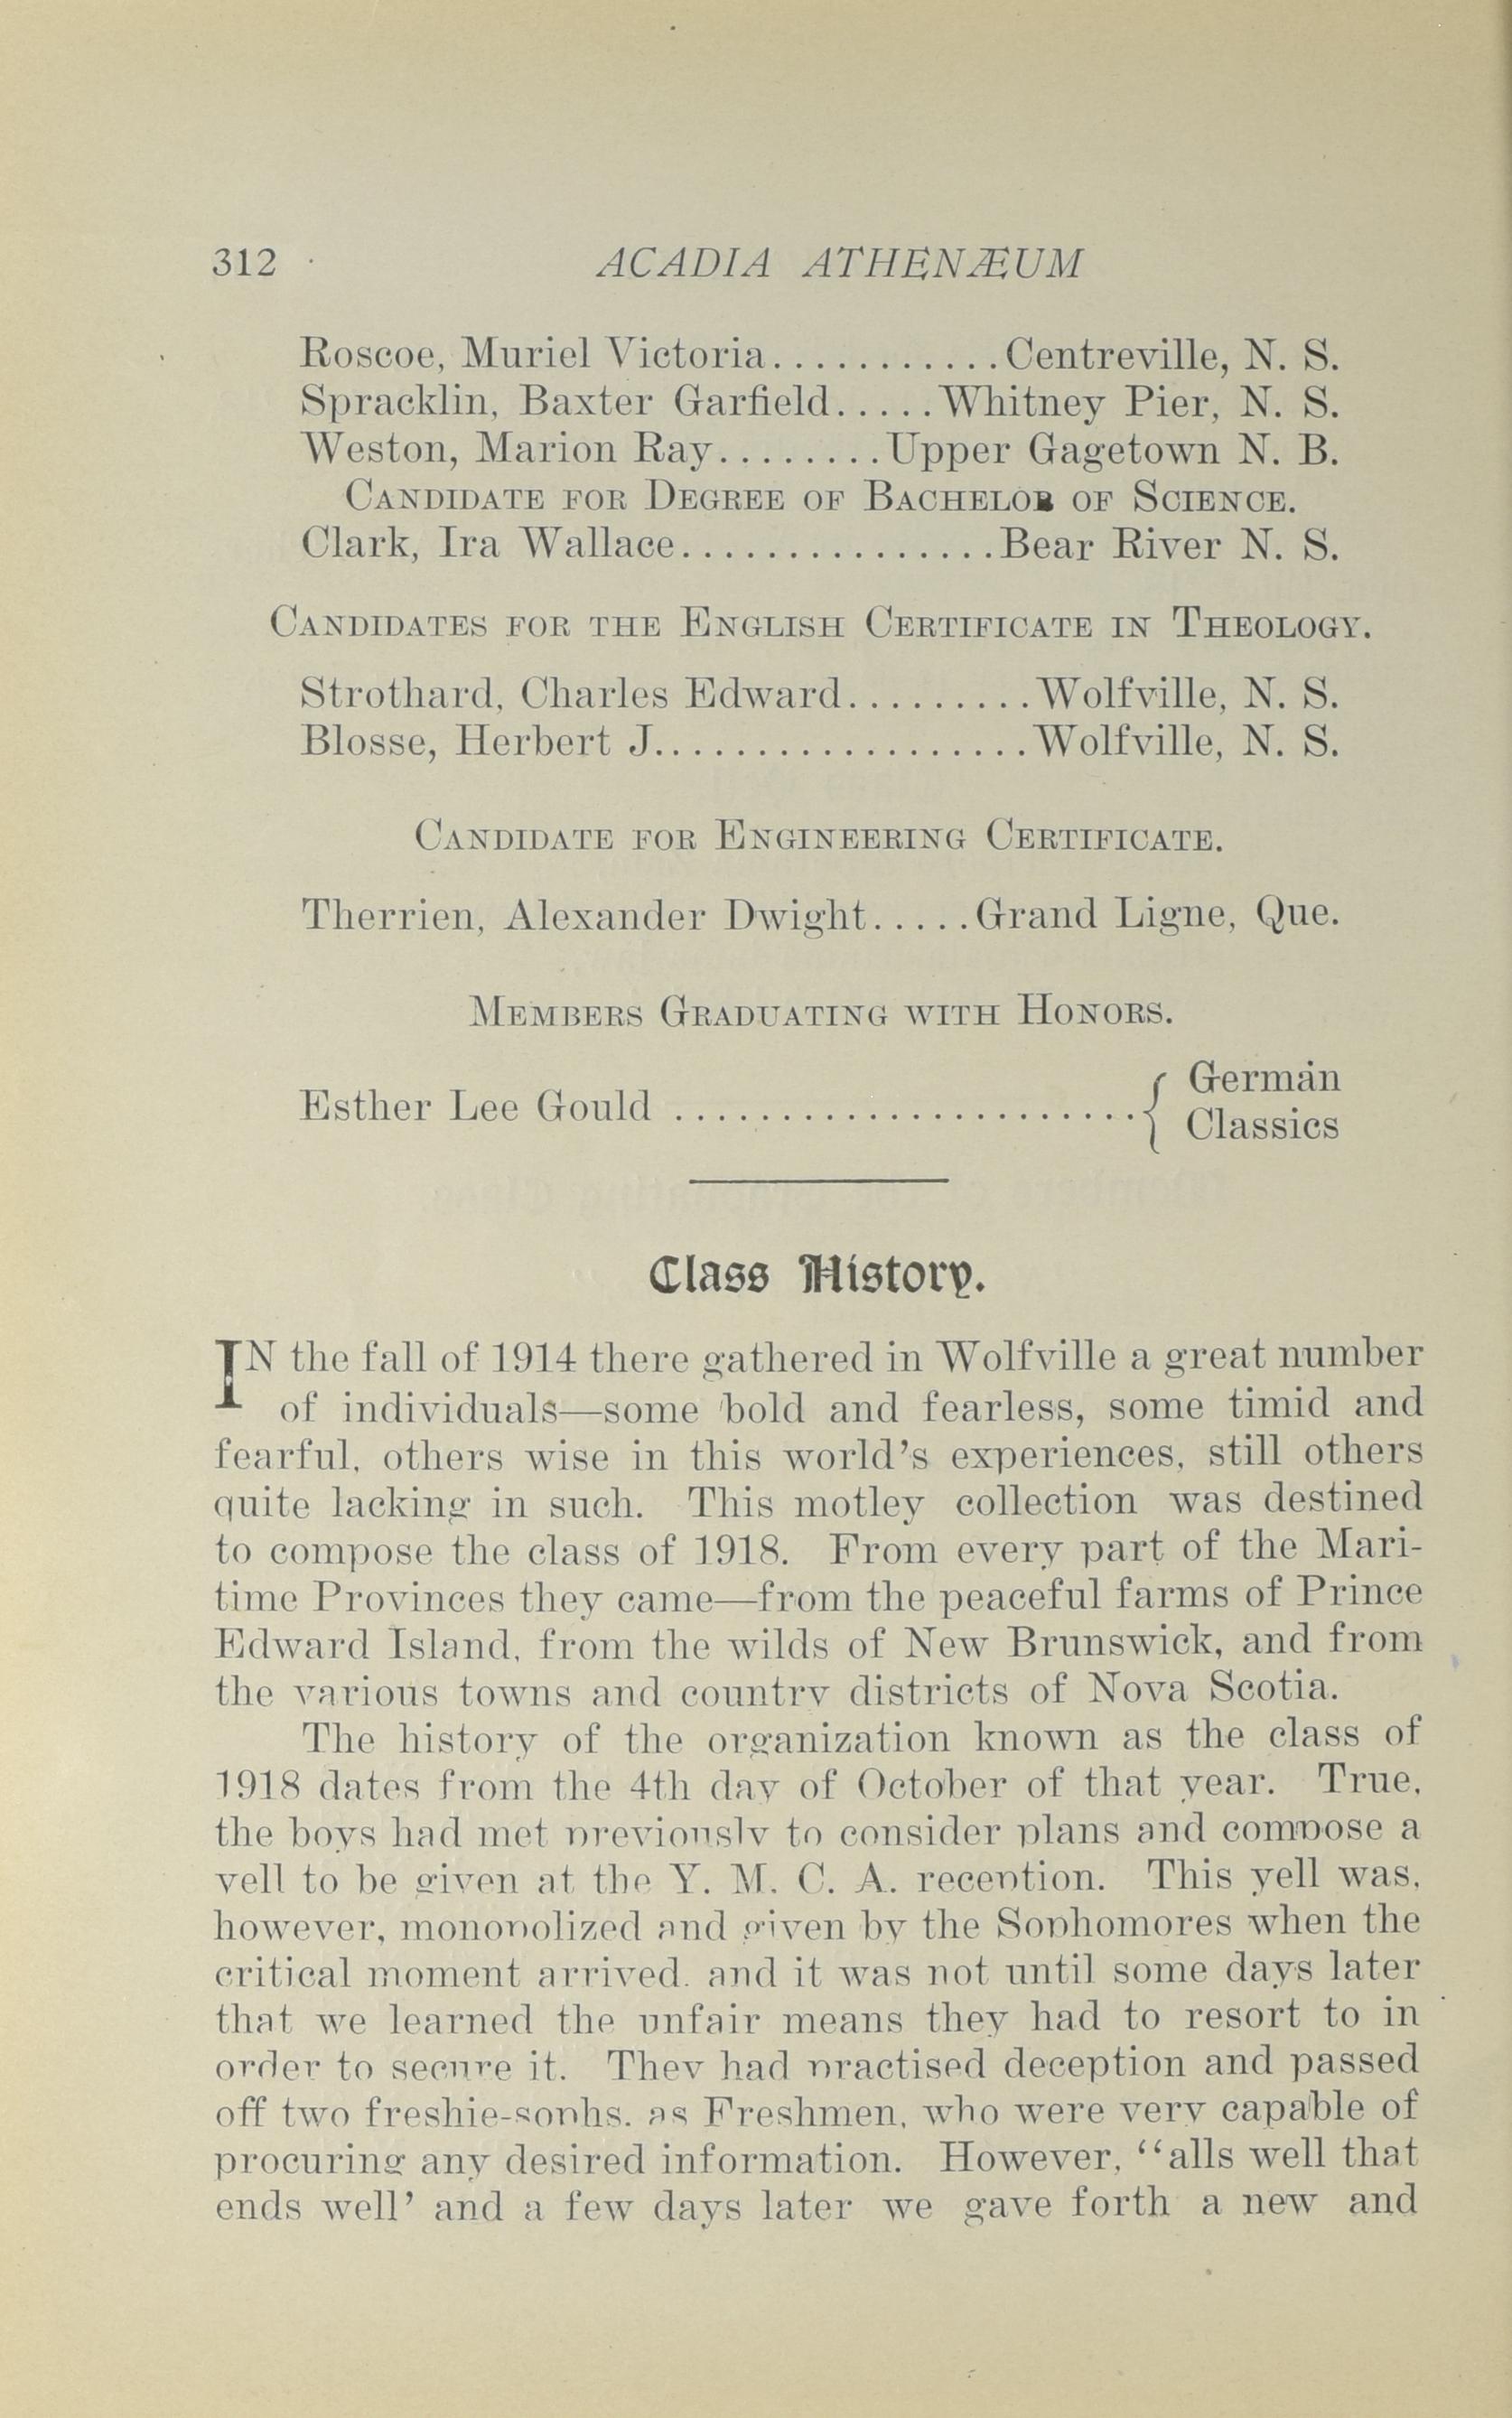 312 ACADIA ATHENÆUM
Roscoe, Muriel Victoria............Centreville, N. S.
Spracklin, Baxter Garfield.....Whitney Pier, N. S.
Weston, Marion Ray........Upper Gagetown N. B.
CANDIDATE FOR DEGREE OF BACHELOR OF SCIENCE.
Clark, Ira Wallace...............Bear River N. S.
CANDIDATES FOR THE ENGLISH CERTIFICATE IN THEOLOGY.
Strothard, Charles Edward.........Wolfville, N. S.
Blosse, Herbert J..................Wolfville, N. S.
CANDIDATE FOR ENGINEERING CERTIFICATE.
Therrien, Alexander Dwight.....Grand Ligne, Que.
MEMBERS GRADUATING WITH HONORS.
Esther Lee Gould ......................{ German
Classics
Class History.
IN the fall of 1914 there gathered in Wolfville a great number
of individuals—some bold and fearless, some timid and
fearful, others wise in this world's experiences, still others
quite lacking in such. This motley collection was destined
to compose the class of 1918. From every part of the Mari-
time Provinces they came—from the peaceful farms of Prince
Edward Island, from the wilds of New Brunswick, and from
the various towns and country districts of Nova Scotia.
The history of the organization known as the class of
1918 dates from the 4th day of October of that year. True,
the boys had met previously to consider plans and compose a
yell to be given at the Y. M. C. A. reception. This yell was,
however, monopolized and given by the Sophomores when the
critical moment arrived, and it was not until some days later
that we learned the unfair means they had to resort to in
order to secure it. They had practised deception and passed
off two freshie-sophs. as Freshmen, who were very capable of
procuring any desired information. However, "alls well that
ends well' and a few days later we gave forth a new and